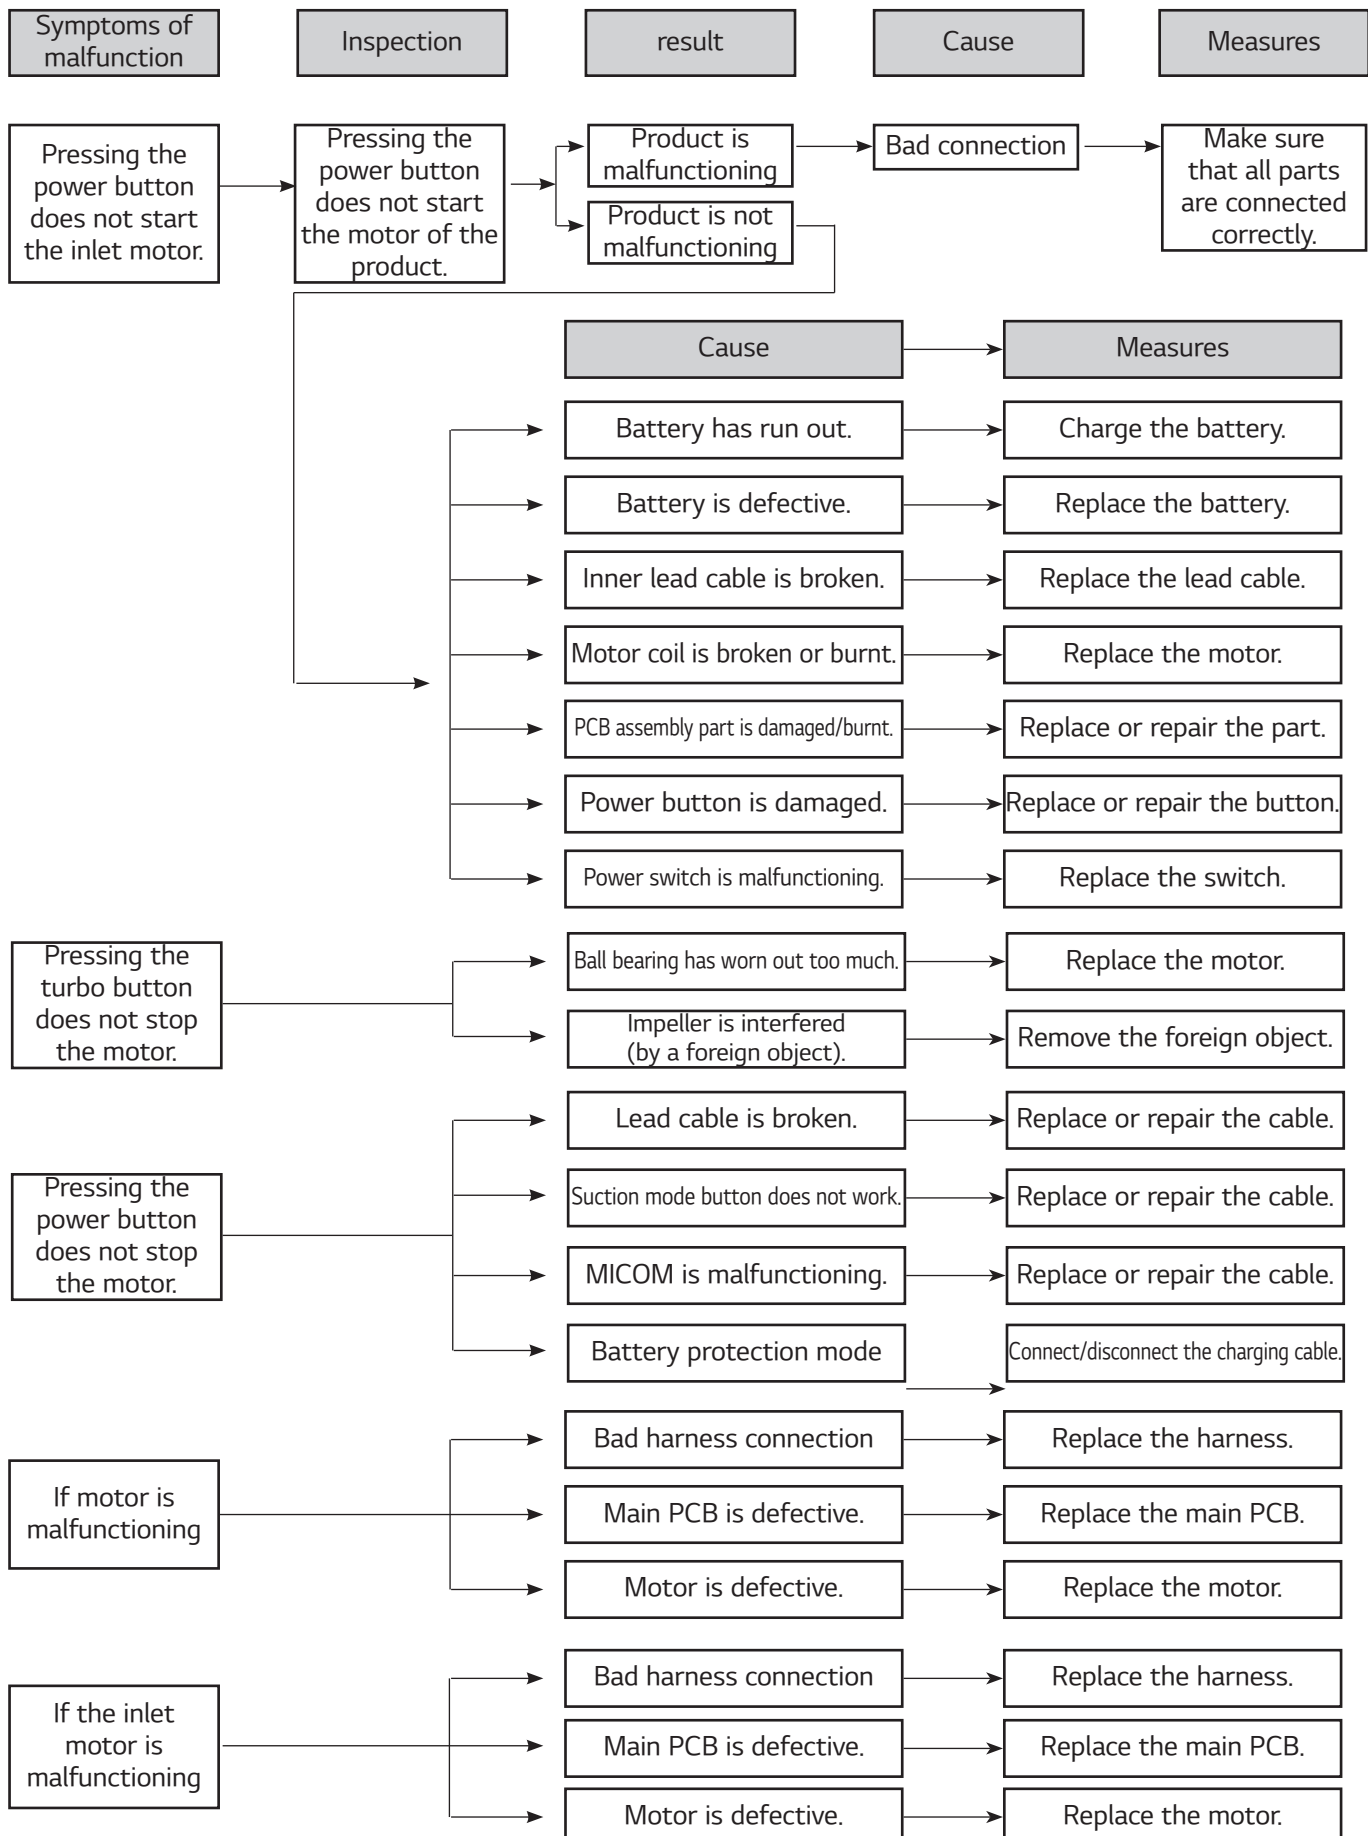 Symptoms of
malfunction
Inspection
result
Cause
Measures
Pressing the
power button
does not start
the inlet motor.
Pressing the
power button
does not start
the motor of the
product.
Product is
malfunctioning
Product is not
malfunctioning
Bad connection
Make sure
that all parts
are connected
correctly.
Cause
Measures
Battery has run out.
Charge the battery.
Battery is defective.
Replace the battery.
Inner lead cable is broken.
Replace the lead cable.
Motor coil is broken or burnt.
Replace the motor.
PCB assembly part is damaged/burnt.
Replace or repair the part.
Power button is damaged.
Replace or repair the button.
Power switch is malfunctioning.
Replace the switch.
Pressing the
turbo button
does not stop
the motor.
Ball bearing has worn out too much.
Replace the motor.
Impeller is interfered
(by a foreign object).
Remove the foreign object.
Pressing the
power button
does not stop
the motor.
Lead cable is broken.
Replace or repair the cable.
Suction mode button does not work.
Replace or repair the cable.
MICOM is malfunctioning.
Replace or repair the cable.
Battery protection mode
Connect/disconnect the charging cable.
If motor is
malfunctioning
Bad harness connection
Replace the harness.
Main PCB is defective.
Replace the main PCB.
Motor is defective.
Replace the motor.
If the inlet
motor is
malfunctioning
Bad harness connection
Replace the harness.
Main PCB is defective.
Replace the main PCB.
Motor is defective.
Replace the motor.